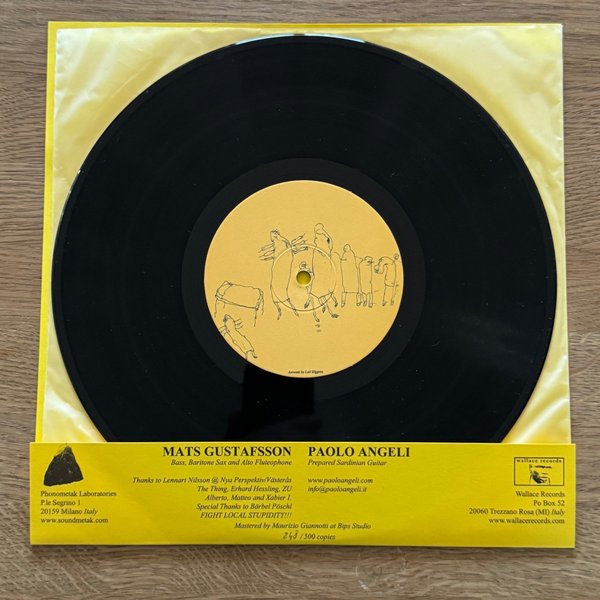 Artwork by Leif Elggren
MATS GUSTAFSSON
Bass, Baritone Sax and Alto Fluteophone
Thanks to Lennart Nilsson @ Nya Perspektiv/Västerås
The Thing, Erhard Hessling, ZU
Alberto, Matteo and Xabier I.
Special Thanks to Bärbel Pöschl
FIGHT LOCAL STUPIDITY!!!
PAOLO ANGELI
Prepared Sardinian Guitar
www.paoloangeli.com
info@paoloangeli.it
Mastered by Maurizio Giannotti at Bips Studio
248 / 500 copies
Phonometak Laboratories
P.le Segrino 1
20159 Milano Italy
www.soundmetak.com
wallace records
Wallace Records
Po Box 52
20060 Trezzano Rosa (MI) Italy
www.wallacerecords.com